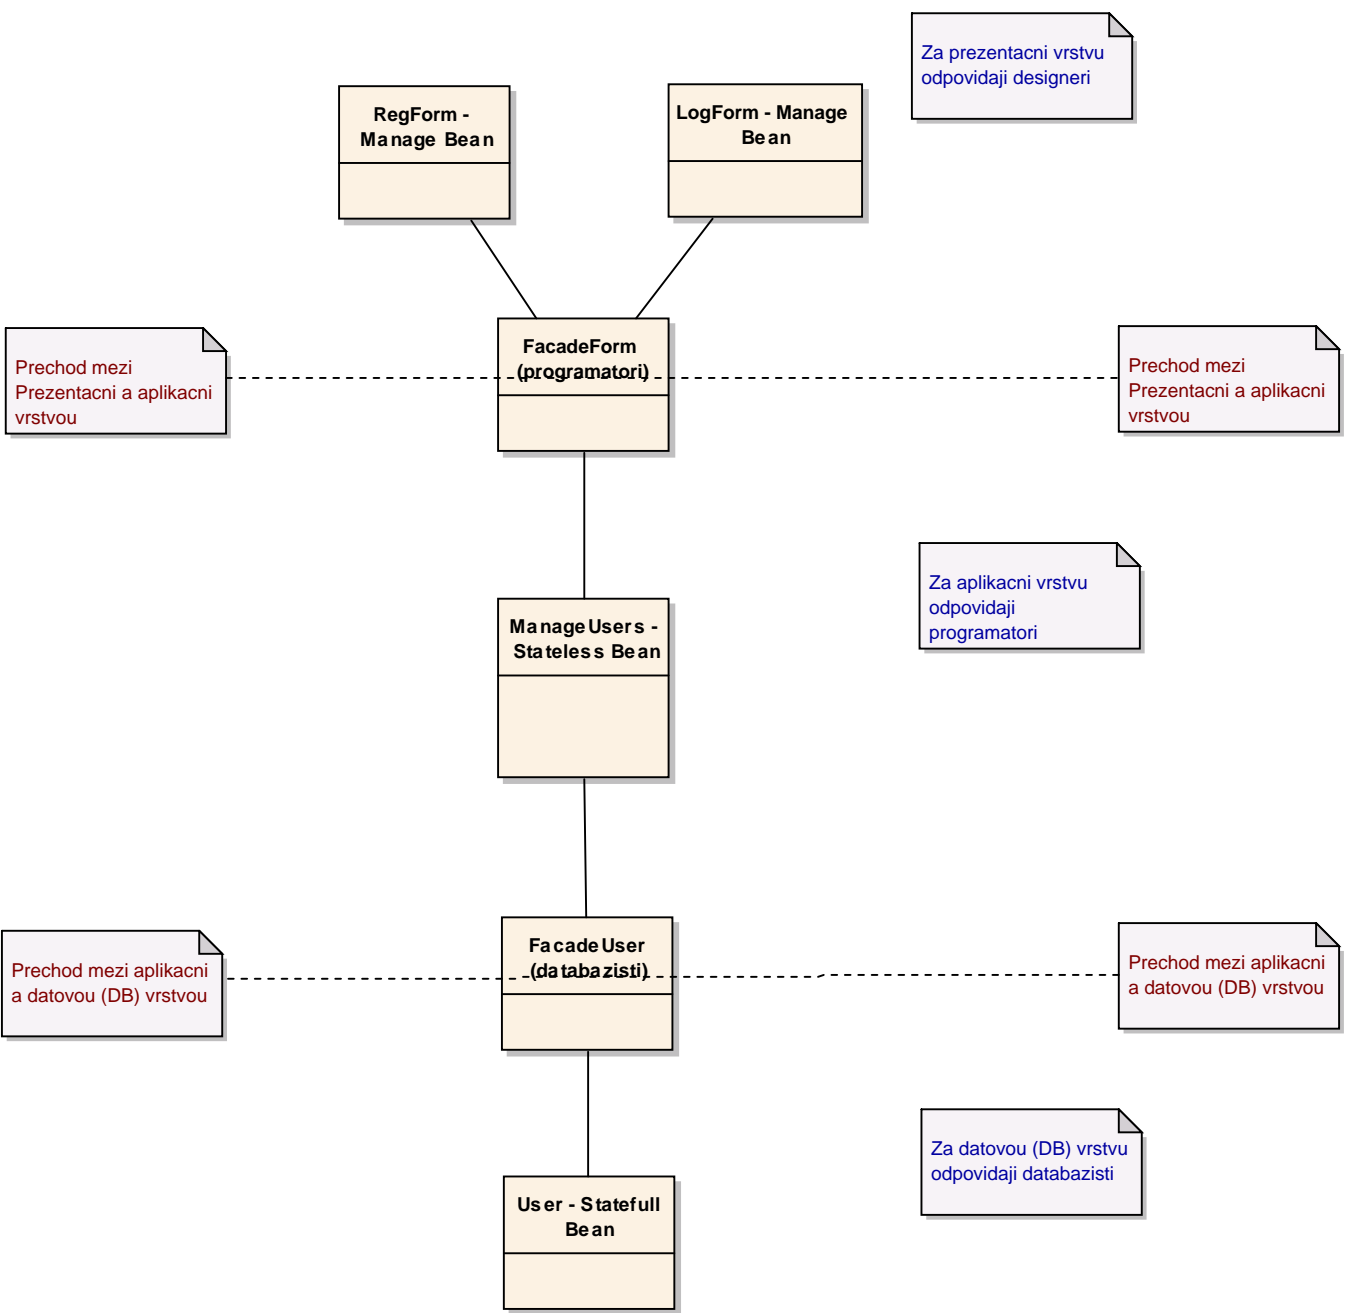 Za prezentacni vrstvu
odpovidaji designeri
RegForm -
Manage Bean
LogForm - Manage
Bean
Prechod mezi
Prezentacni a aplikacni
vrstvou
FacadeForm
(programatori)
Prechod mezi
Prezentacni a aplikacni
vrstvou
Za aplikacni vrstvu
odpovidaji
programatori
ManageUsers -
Stateless Bean
Prechod mezi aplikacni
a datovou (DB) vrstvou
FacadeUser
(databazisti)
Prechod mezi aplikacni
a datovou (DB) vrstvou
Za datovou (DB) vrstvu
odpovidaji databazisti
User - Statefull
Bean